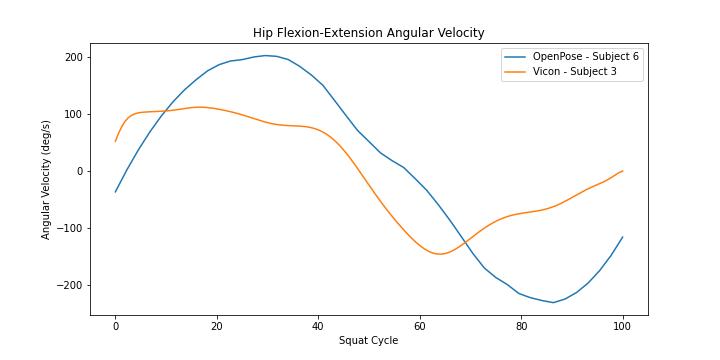 Hip Flexion-Extension Angular Velocity
OpenPose - Subject 6
Vicon - Subject 3
Angular Velocity (deg/s)
200
100
0
−100
−200
0 20 40 60 80 100
Squat Cycle